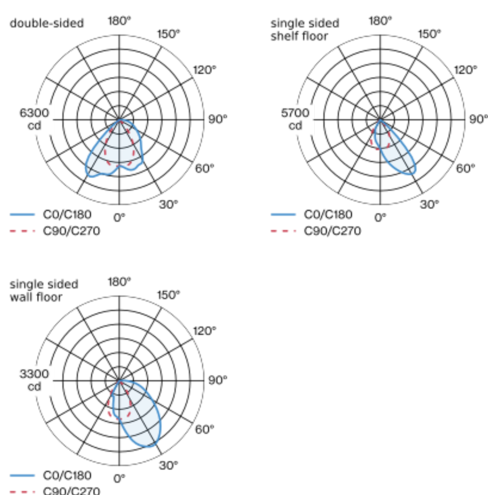 double-sided
180°
150°
120°
6300
cd
90°
60°
30°
0°
C0/C180
C90/C270
single sided
shelf floor
180°
150°
120°
5700
cd
90°
60°
30°
0°
C0/C180
C90/C270
single sided
wall floor
180°
150°
120°
3300
cd
90°
60°
30°
0°
C0/C180
C90/C270